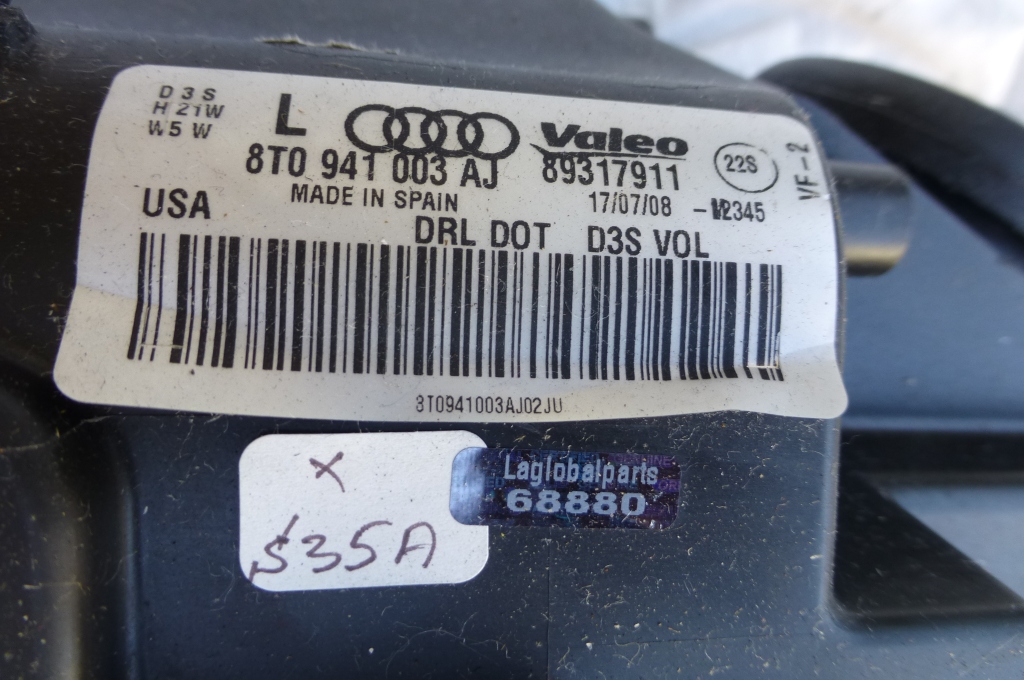 D3S
H21W
W5W
L
Valeo
8T0 941 003 AJ
89317911
22S
VF-2
MADE IN SPAIN
17/07/08
USA
DRL DOT D3S VOL
8T0941003AJ02JU
X
$35A
Laglobalparts
68880